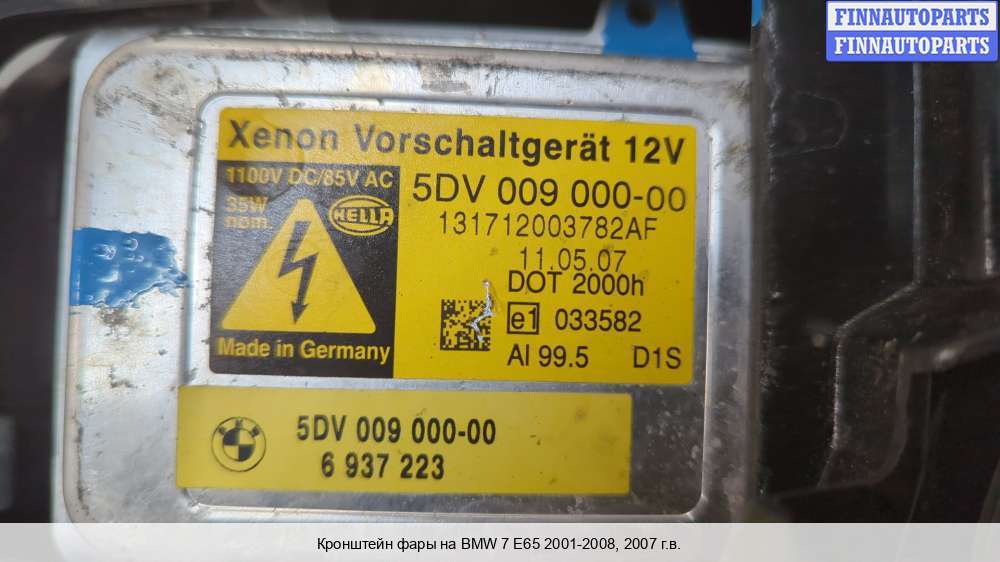 FINNAUTOPARTS
FINNAUTOPARTS
Xenon Vorschaltgerät 12V
1100V DC/85V AC
35W
nom.
HELLA
Made in Germany
5DV 009 000-00
131712003782AF
11.05.07
DOT 2000h
e1 033582
Al 99.5 D1S
5DV 009 000-00
6 937 223
Кронштейн фары на BMW 7 E65 2001-2008, 2007 г.в.